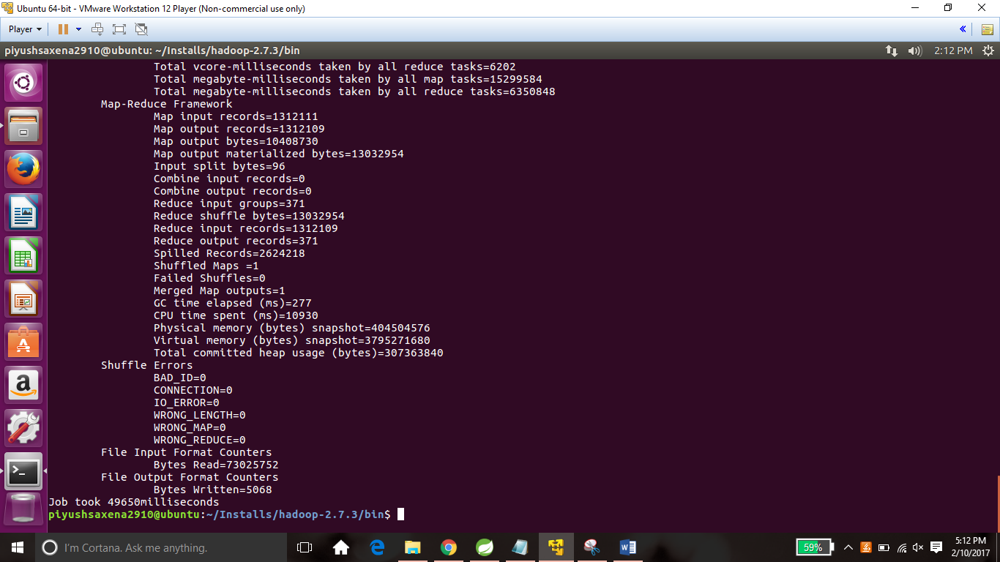 Ubuntu 64-bit - VMware Workstation 12 Player (Non-commercial use only)
Player
piyushsaxena2910@ubuntu: ~/Installs/hadoop-2.7.3/bin
2:12 PM
Total vcore-milliseconds taken by all reduce tasks=6202
Total megabyte-milliseconds taken by all map tasks=15299584
Total megabyte-milliseconds taken by all reduce tasks=6350848
Map-Reduce Framework
Map input records=1312111
Map output records=1312109
Map output bytes=10408730
Map output materialized bytes=13032954
Input split bytes=96
Combine input records=0
Combine output records=0
Reduce input groups=371
Reduce shuffle bytes=13032954
Reduce input records=1312109
Reduce output records=371
Spilled Records=2624218
Shuffled Maps =1
Failed Shuffles=0
Merged Map outputs=1
GC time elapsed (ms)=277
CPU time spent (ms)=10930
Physical memory (bytes) snapshot=404504576
Virtual memory (bytes) snapshot=3795271680
Total committed heap usage (bytes)=307363840
Shuffle Errors
BAD_ID=0
CONNECTION=0
IO_ERROR=0
WRONG_LENGTH=0
WRONG_MAP=0
WRONG_REDUCE=0
File Input Format Counters
Bytes Read=73025752
File Output Format Counters
Bytes Written=5068
Job took 49650milliseconds
piyushsaxena2910@ubuntu:~/Installs/hadoop-2.7.3/bin$
I'm Cortana. Ask me anything.
59%
5:12 PM
2/10/2017